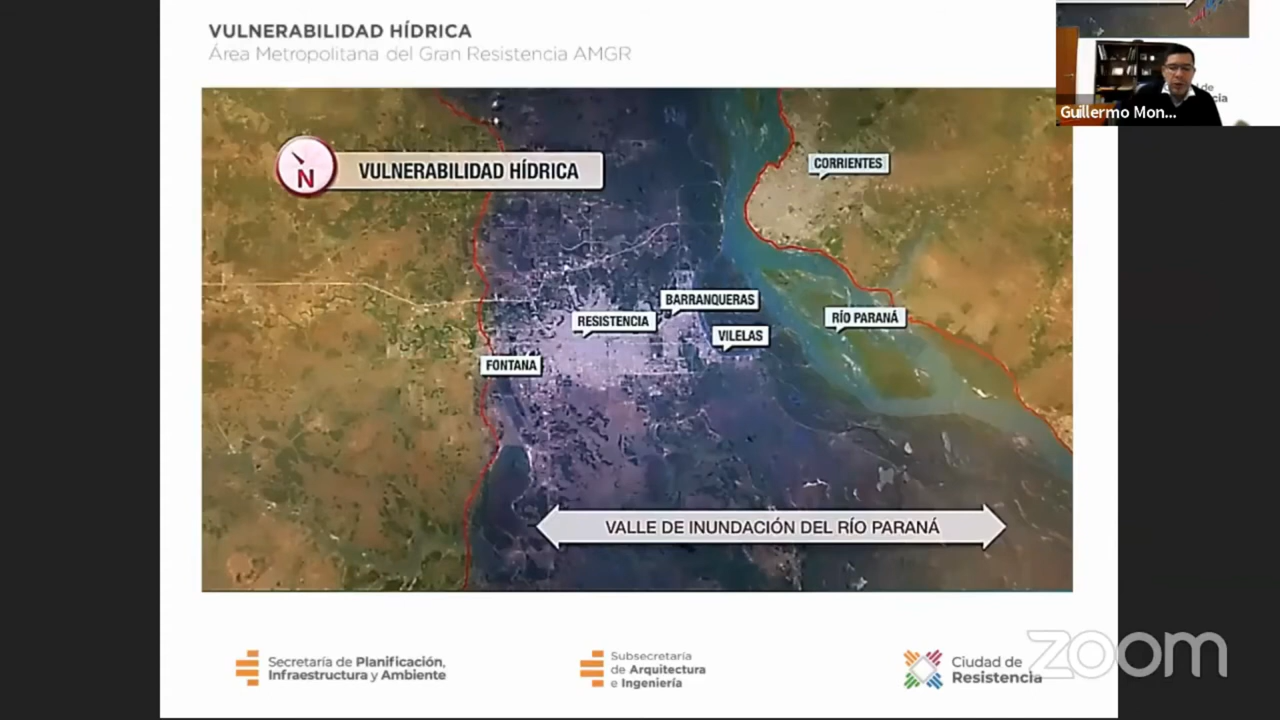 VULNERABILIDAD HÍDRICA
Área Metropolitana del Gran Resistencia AMGR
Guillermo Mon...
N
VULNERABILIDAD HÍDRICA
CORRIENTES
BARRANQUERAS
RESISTENCIA
RÍO PARANÁ
VILELAS
FONTANA
VALLE DE INUNDACIÓN DEL RÍO PARANÁ
Secretaría de Planificación,
Infraestructura y Ambiente
Subsecretaría
de Arquitectura
e Ingeniería
Ciudad de
Resistencia
zoom